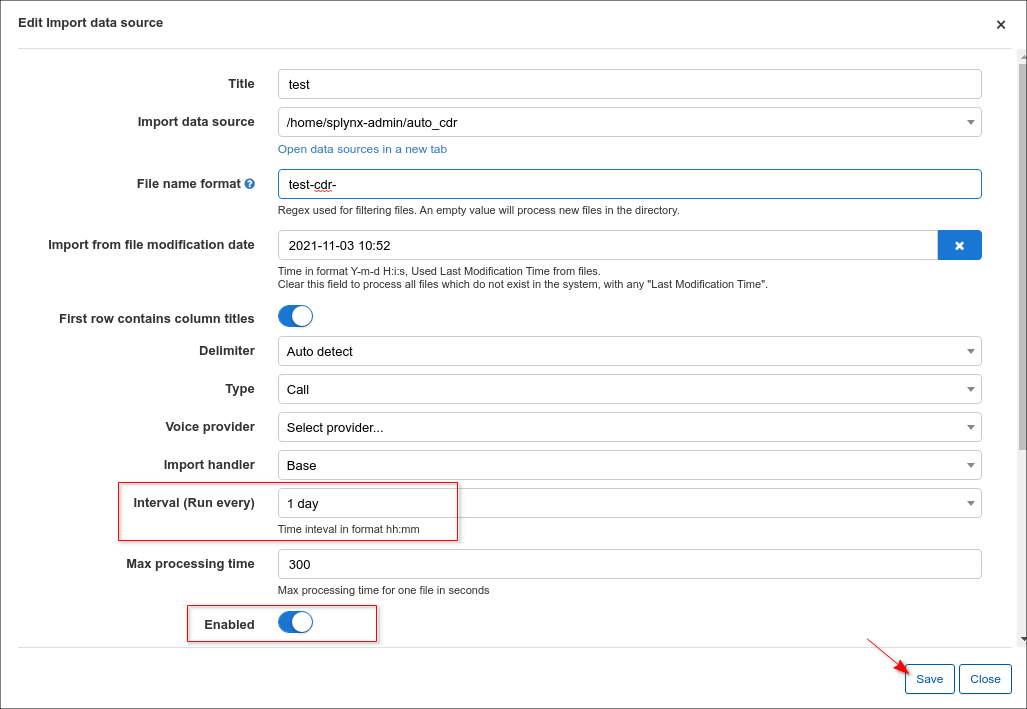 Edit Import data source
×
Title
test
Import data source
/home/splynx-admin/auto_cdr
Open data sources in a new tab
File name format ?
test-cdr-
Regex used for filtering files. An empty value will process new files in the directory.
Import from file modification date
2021-11-03 10:52
Time in format Y-m-d H:i:s, Used Last Modification Time from files.
Clear this field to process all files which do not exist in the system, with any "Last Modification Time".
First row contains column titles
Delimiter
Auto detect
Type
Call
Voice provider
Select provider...
Import handler
Base
Interval (Run every)
1 day
Time inteval in format hh:mm
Max processing time
300
Max processing time for one file in seconds
Enabled
Save
Close